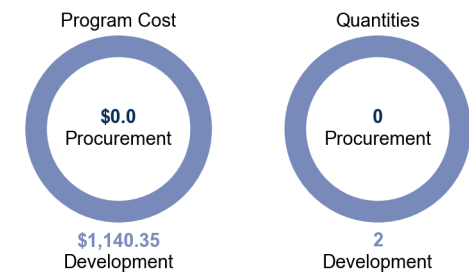 Program Cost
$0.0
Procurement
$1,140.35
Development
Quantities
0
Procurement
2
Development